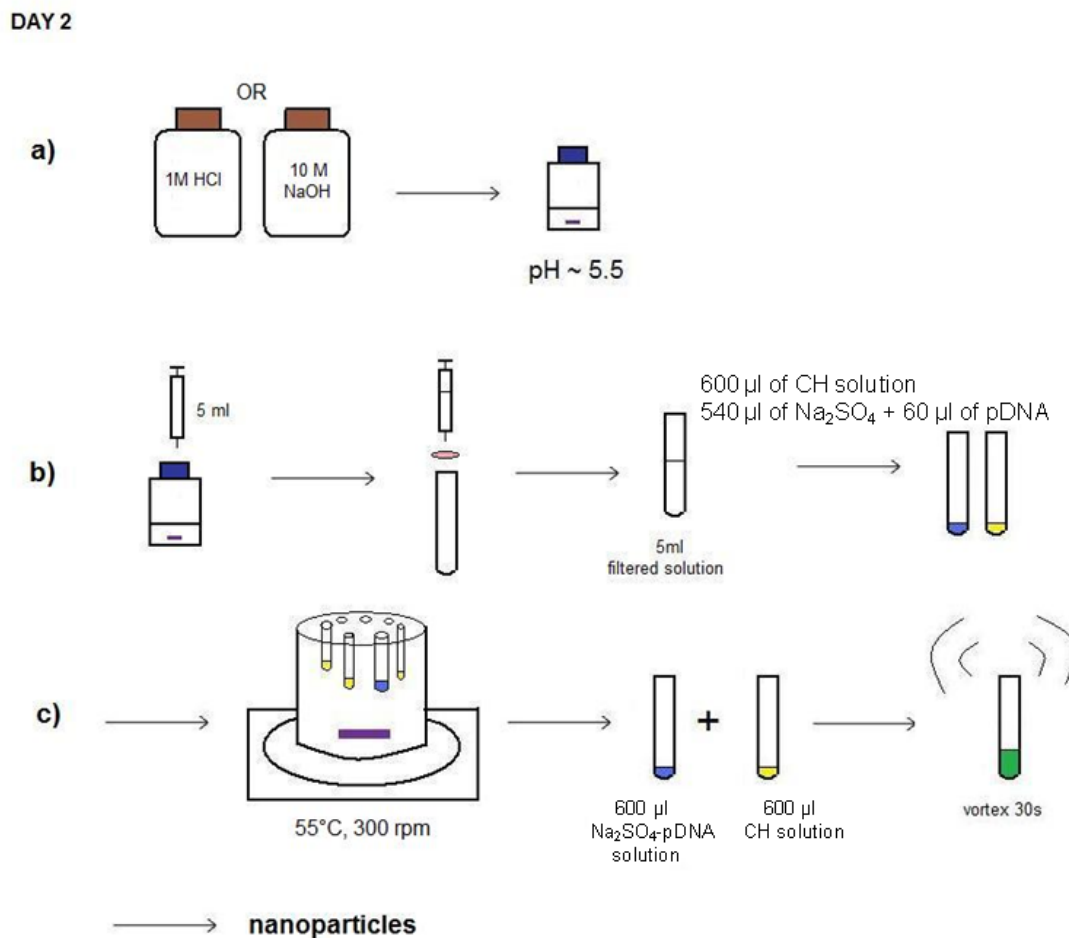 DAY 2
OR
a)
1M HCl
10 M
NaOH
pH ~ 5.5
b)
5 ml
5ml
filtered solution
600 µl of CH solution
540 µl of Na₂SO₄ + 60 µl of pDNA
c)
55°C, 300 rpm
600 µl
Na₂SO₄-pDNA
solution
+
600 µl
CH solution
vortex 30s
nanoparticles